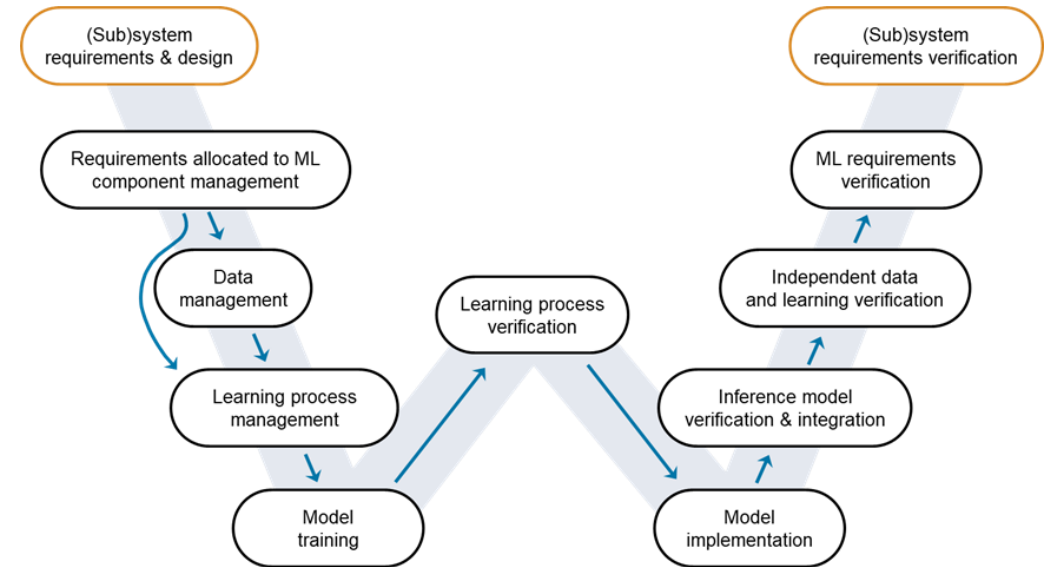 (Sub)system
requirements & design
(Sub)system
requirements verification
Requirements allocated to ML
component management
ML requirements
verification
Data
management
Learning process
verification
Independent data
and learning verification
Learning process
management
Inference model
verification & integration
Model
training
Model
implementation